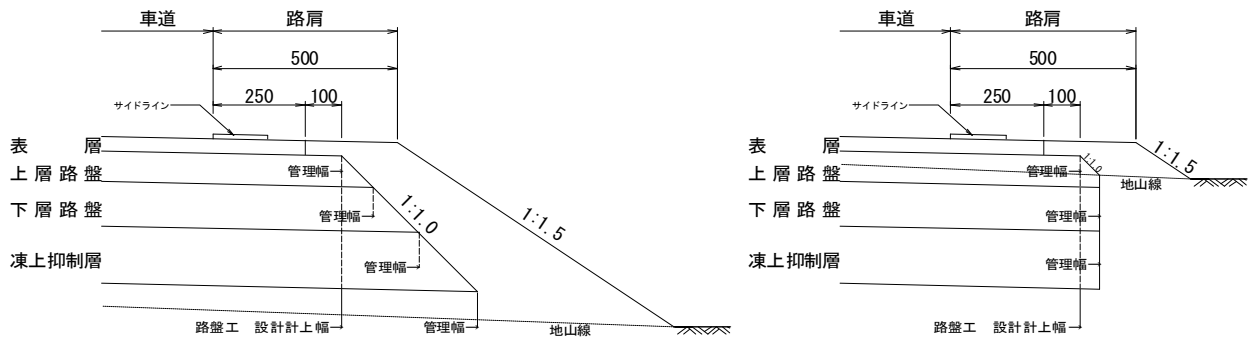 車道 路肩
500
250 100
サイドライン
表層
上層路盤
下層路盤
凍上抑制層
管理幅
管理幅
管理幅
管理幅
1:1.0
1:1.5
路盤工 設計計上幅
地山線
車道 路肩
500
250 100
サイドライン
表層
上層路盤
下層路盤
凍上抑制層
1:1.0
1:1.5
地山線
管理幅
管理幅
管理幅
路盤工 設計計上幅